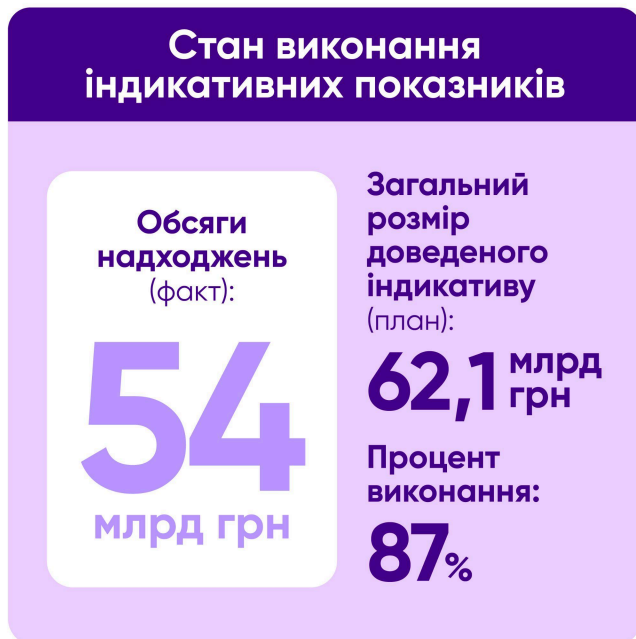 Стан виконання
індикативних показників
Обсяги
надходжень
(факт):
54
млрд грн
Загальний
розмір
доведеного
індикативу
(план):
62,1 млрд
грн
Процент
виконання:
87%